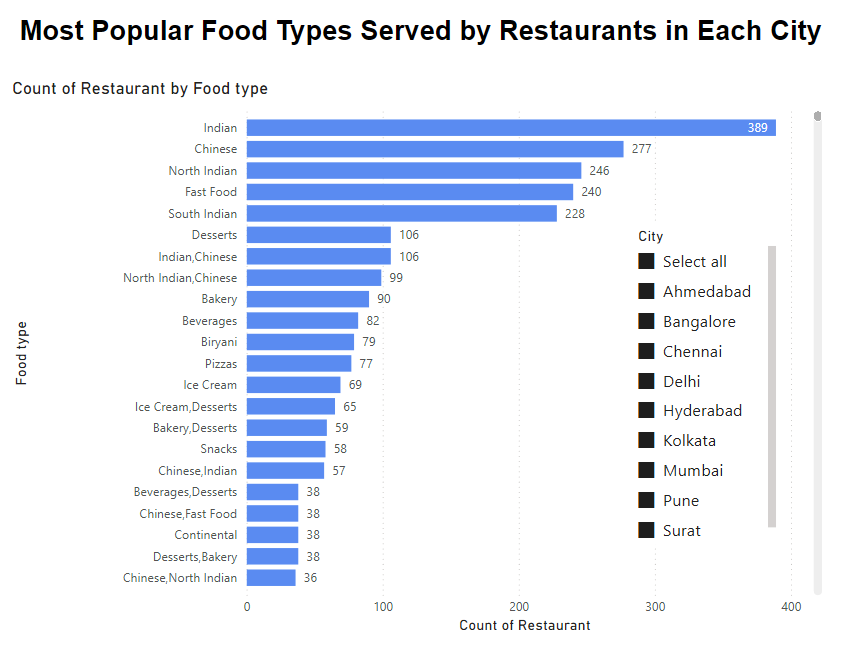 Most Popular Food Types Served by Restaurants in Each City
Count of Restaurant by Food type
Food type
Indian 389
Chinese 277
North Indian 246
Fast Food 240
South Indian 228
Desserts 106
Indian,Chinese 106
North Indian,Chinese 99
Bakery 90
Beverages 82
Biryani 79
Pizzas 77
Ice Cream 69
Ice Cream,Desserts 65
Bakery,Desserts 59
Snacks 58
Chinese,Indian 57
Beverages,Desserts 38
Chinese,Fast Food 38
Continental 38
Desserts,Bakery 38
Chinese,North Indian 36
0 100 200 300 400
Count of Restaurant
City
Select all
Ahmedabad
Bangalore
Chennai
Delhi
Hyderabad
Kolkata
Mumbai
Pune
Surat